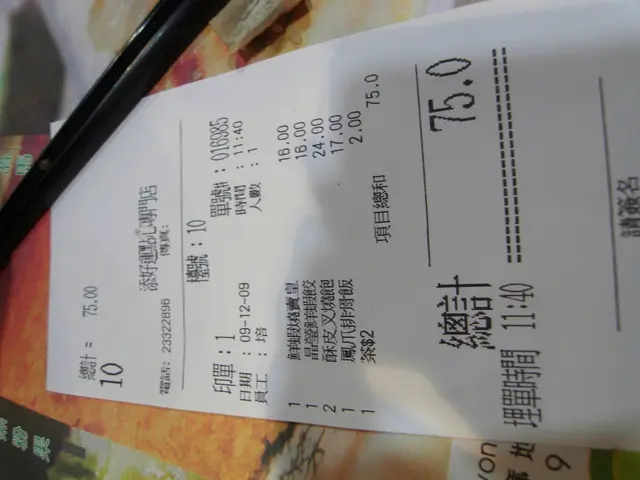 總計 = 75.00
10
添好運點心專門店
電話: 23322896 傳真:
檯號 : 10
印單 : 1 單號# : 016985
日期 : 09-12-09 時間 : 11:40
員工 : 培 人數 : 1
1 鮮蝦燒賣皇 16.00
1 晶瑩鮮蝦餃 16.00
2 酥皮叉燒飽 24.00
1 鳳爪排骨飯 17.00
1 茶$2 2.00
項目總和 75.0
總計 75.0
埋單時間 11:40
請簽名